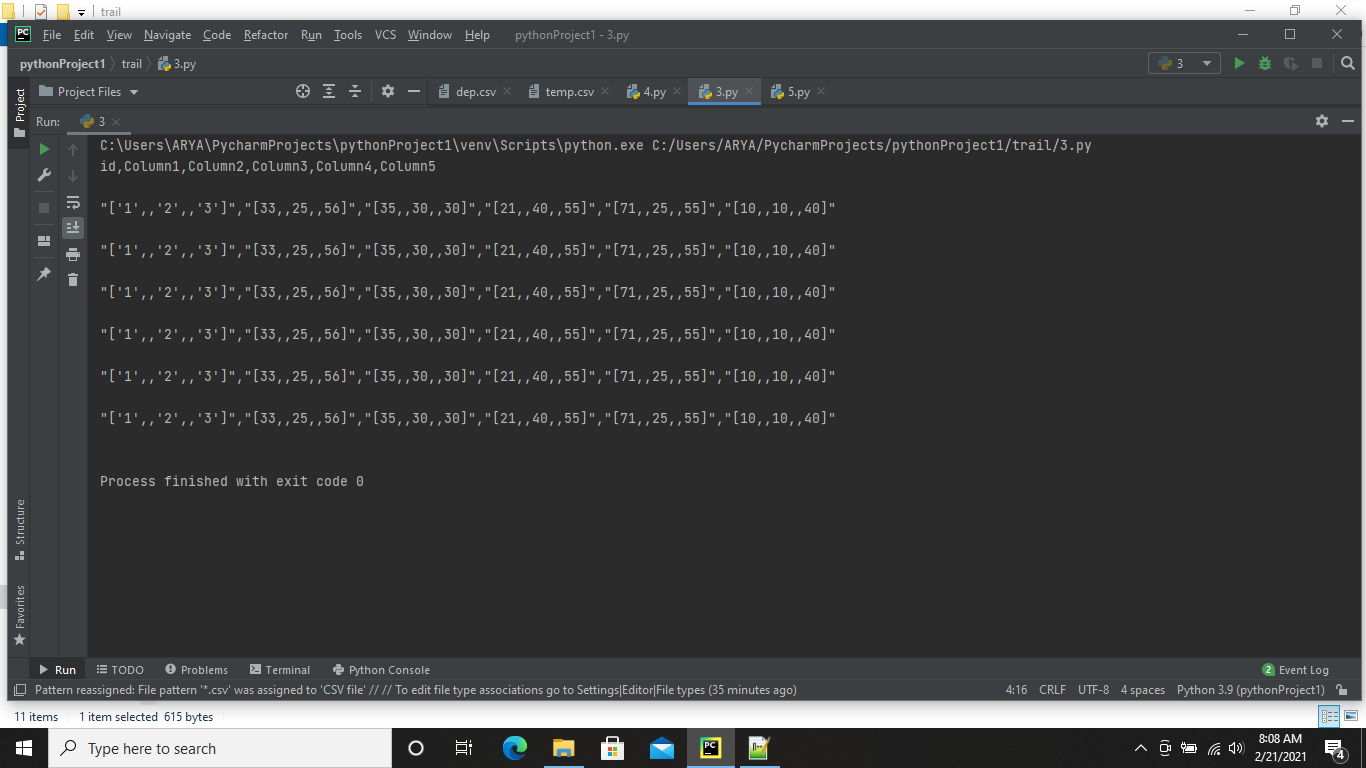 trail
File Edit View Navigate Code Refactor Run Tools VCS Window Help pythonProject1 - 3.py
pythonProject1 trail 3.py 3
Project Project Files dep.csv temp.csv 4.py 3.py 5.py
Run: 3
C:\Users\ARYA\PycharmProjects\pythonProject1\venv\Scripts\python.exe C:/Users/ARYA/PycharmProjects/pythonProject1/trail/3.py
id,Column1,Column2,Column3,Column4,Column5
"['1',,'2',,'3']","[33,,25,,56]","[35,,30,,30]","[21,,40,,55]","[71,,25,,55]","[10,,10,,40]"
"['1',,'2',,'3']","[33,,25,,56]","[35,,30,,30]","[21,,40,,55]","[71,,25,,55]","[10,,10,,40]"
"['1',,'2',,'3']","[33,,25,,56]","[35,,30,,30]","[21,,40,,55]","[71,,25,,55]","[10,,10,,40]"
"['1',,'2',,'3']","[33,,25,,56]","[35,,30,,30]","[21,,40,,55]","[71,,25,,55]","[10,,10,,40]"
"['1',,'2',,'3']","[33,,25,,56]","[35,,30,,30]","[21,,40,,55]","[71,,25,,55]","[10,,10,,40]"
"['1',,'2',,'3']","[33,,25,,56]","[35,,30,,30]","[21,,40,,55]","[71,,25,,55]","[10,,10,,40]"
Process finished with exit code 0
Structure
Favorites
Run TODO Problems Terminal Python Console 2 Event Log
Pattern reassigned: File pattern '*.csv' was assigned to 'CSV file' // // To edit file type associations go to Settings|Editor|File types (35 minutes ago) 4:16 CRLF UTF-8 4 spaces Python 3.9 (pythonProject1)
11 items 1 item selected 615 bytes
Type here to search
8:08 AM
2/21/2021
4